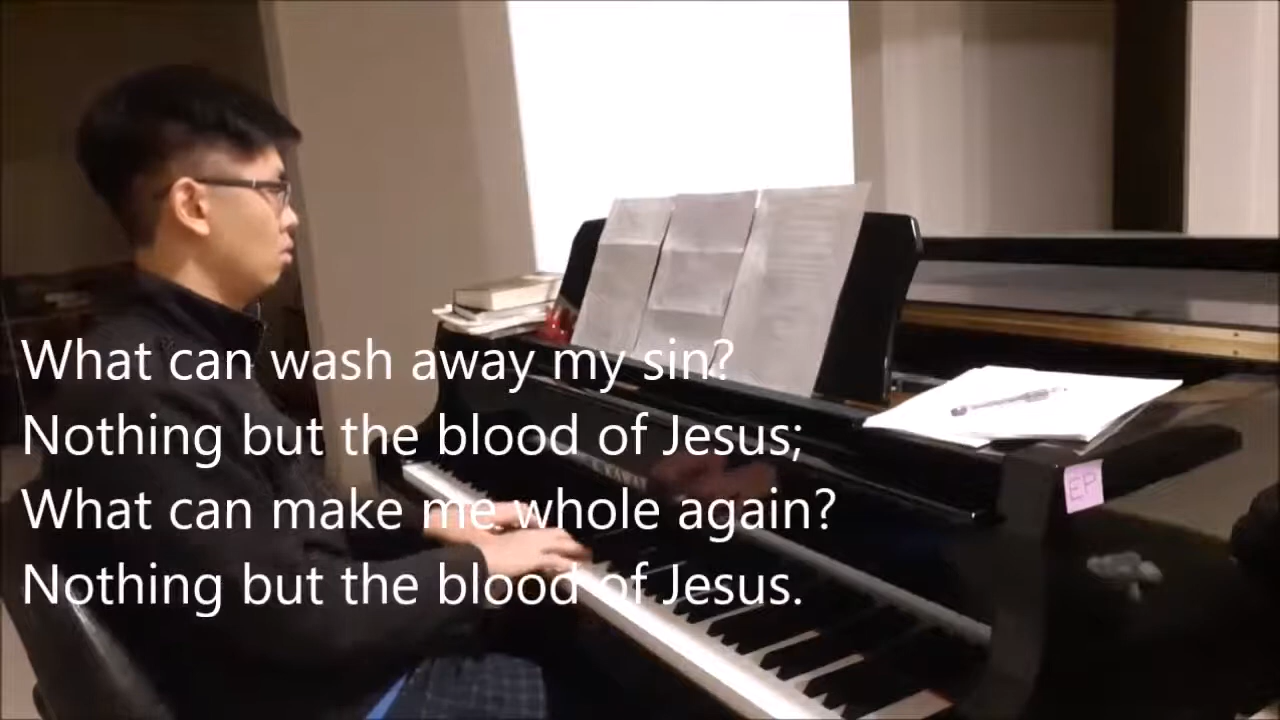 What can wash away my sin?
Nothing but the blood of Jesus;
What can make me whole again?
Nothing but the blood of Jesus.
EP